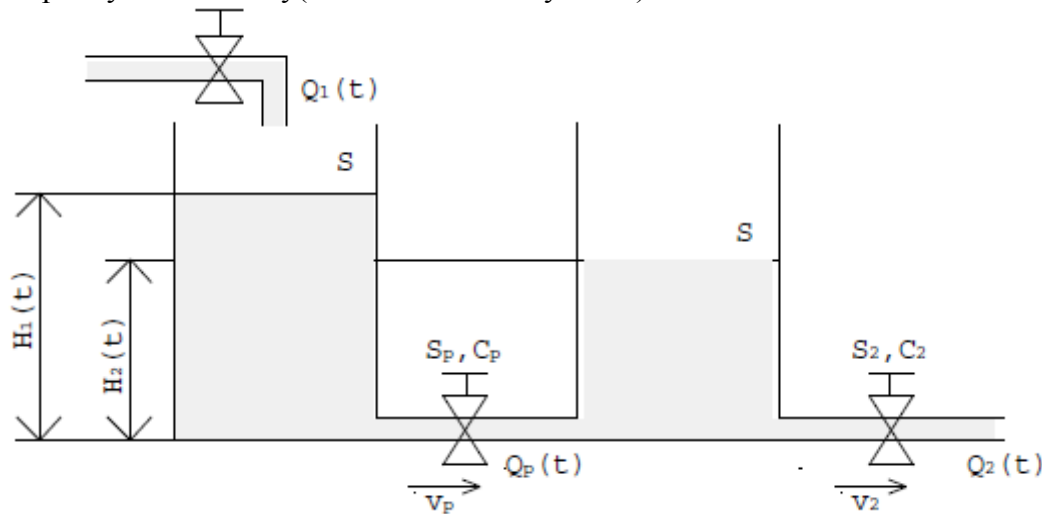 Q1(t)
S
S
H1(t)
H2(t)
Sp,Cp
S2,C2
Qp(t)
Q2(t)
vp
v2